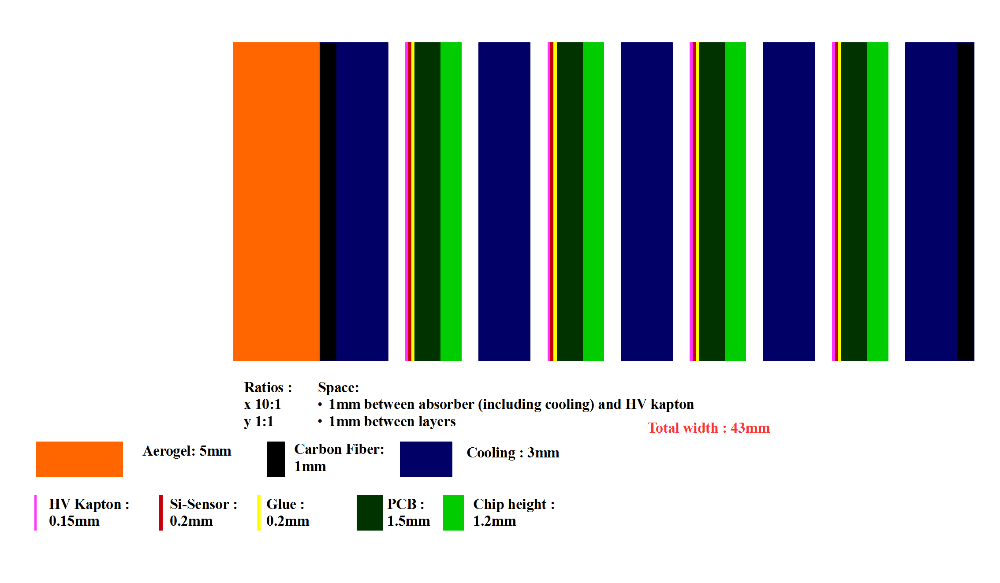 Ratios :
x 10:1
y 1:1
Space:
• 1mm between absorber (including cooling) and HV kapton
• 1mm between layers
Total width : 43mm
Aerogel: 5mm
Carbon Fiber:
1mm
Cooling : 3mm
HV Kapton :
0.15mm
Si-Sensor :
0.2mm
Glue :
0.2mm
PCB :
1.5mm
Chip height :
1.2mm